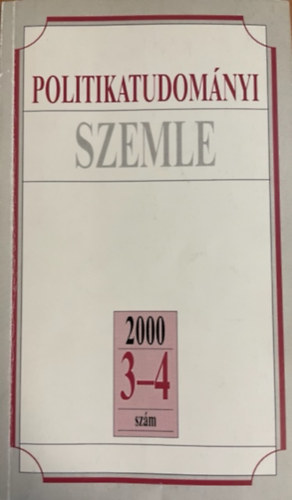 POLITIKATUDOMÁNYI
SZEMLE
2000
3–4
szám